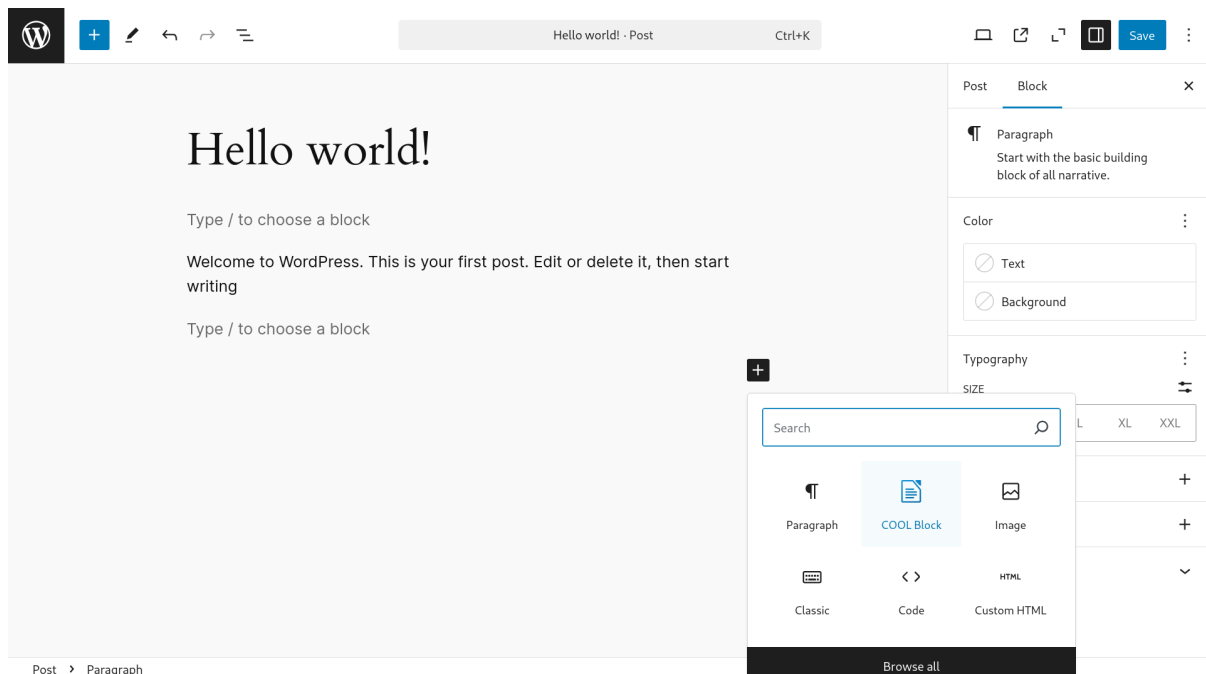 Hello world! · Post
Ctrl+K
Save
Post
Block
Hello world!
Paragraph
Start with the basic building
block of all narrative.
Type / to choose a block
Color
Welcome to WordPress. This is your first post. Edit or delete it, then start
writing
Text
Background
Type / to choose a block
Typography
SIZE
L
XL
XXL
Search
Paragraph
COOL Block
Image
HTML
Classic
Code
Custom HTML
Browse all
Post
Paragraph